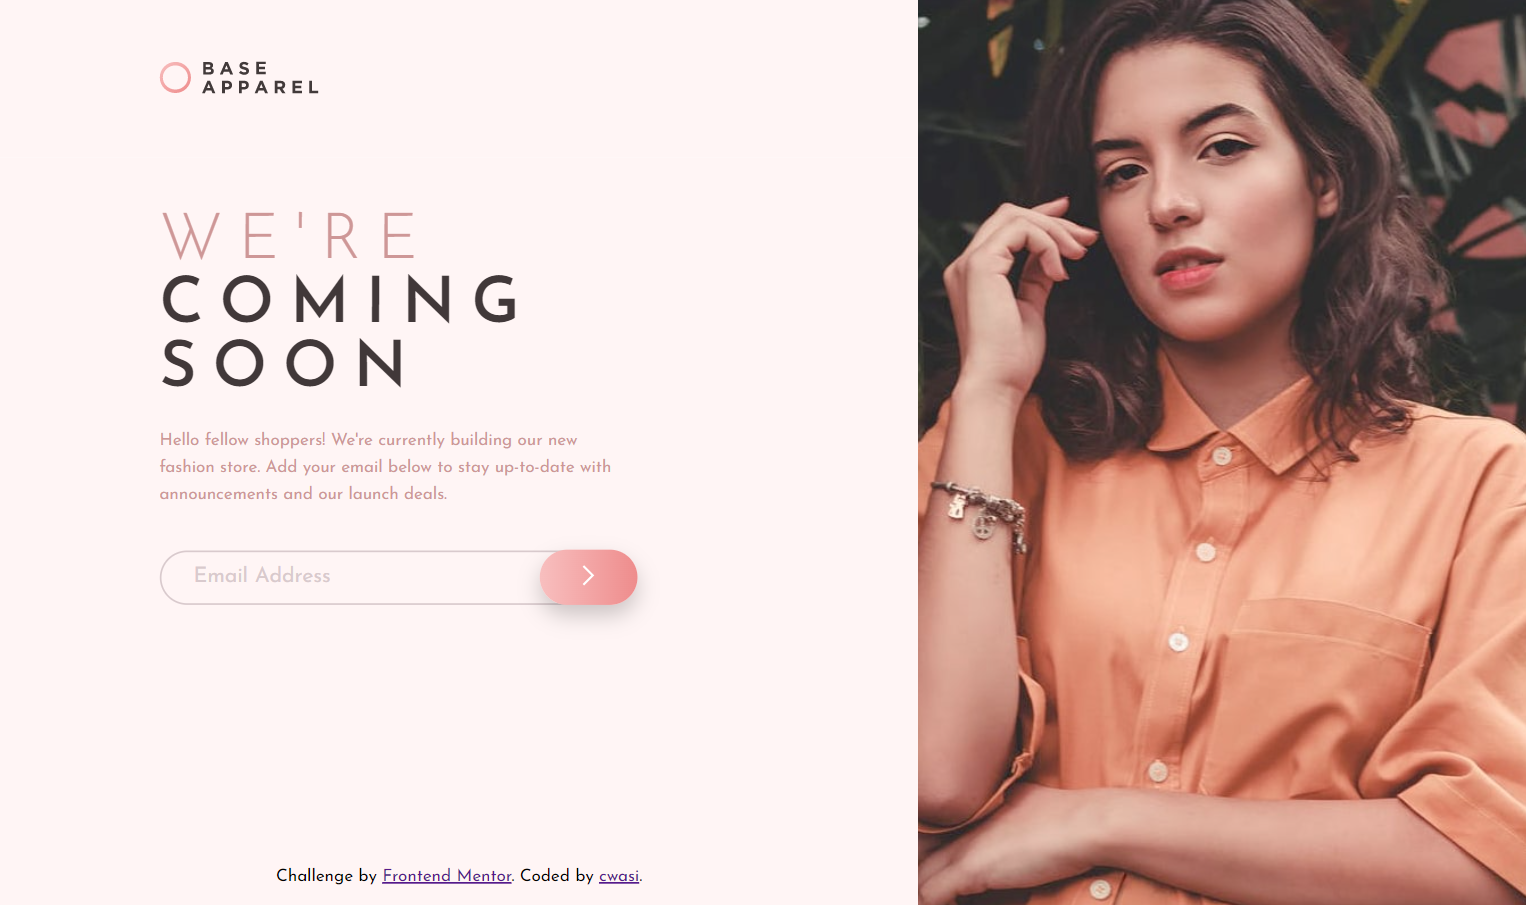 BASE
APPAREL
WE'RE
COMING
SOON
Hello fellow shoppers! We're currently building our new
fashion store. Add your email below to stay up-to-date with
announcements and our launch deals.
Email Address
Challenge by Frontend Mentor. Coded by cwasi.